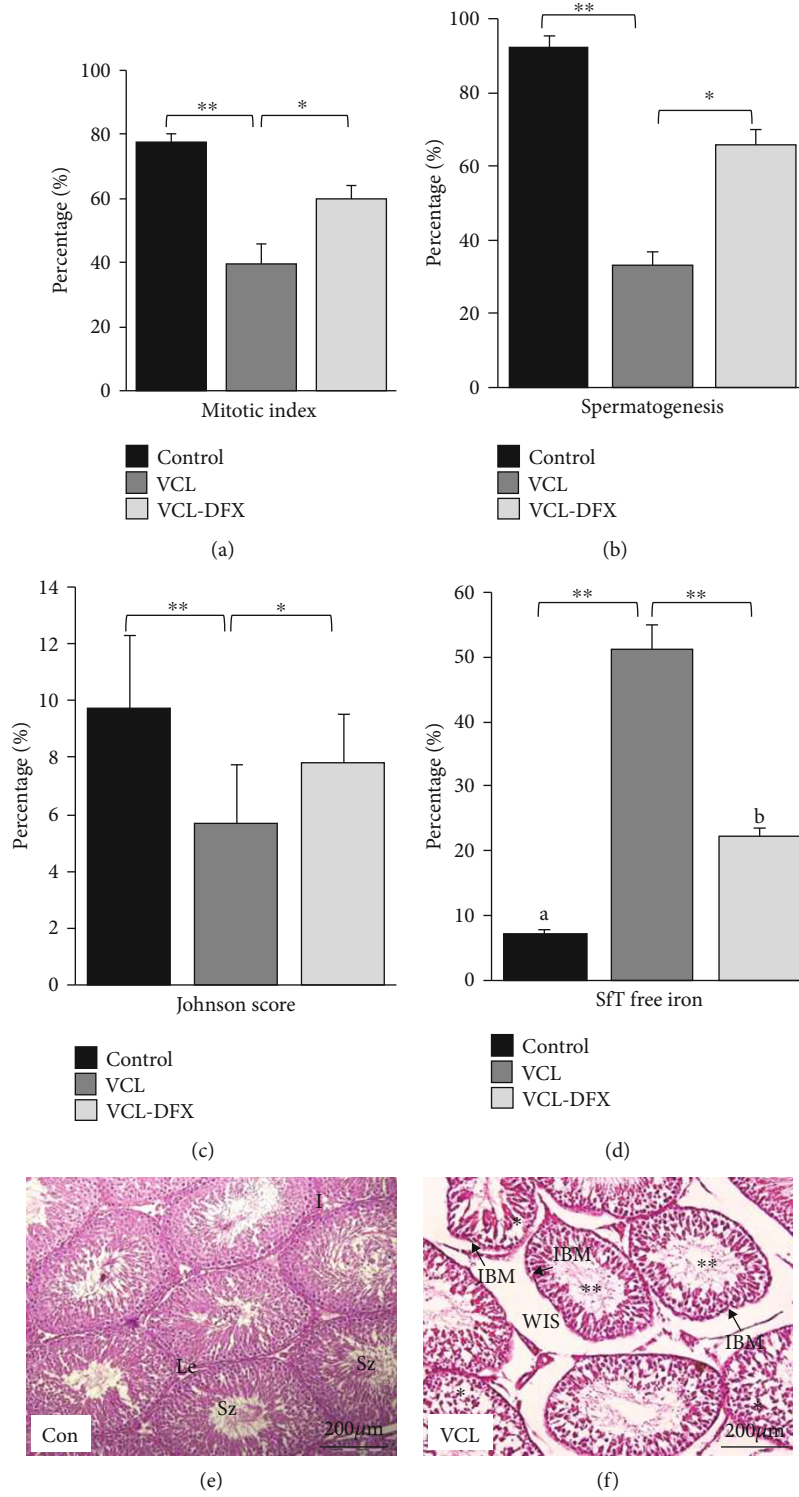 100
80
60
40
20
0
Percentage (%)
**
*
Mitotic index
Control
VCL
VCL-DFX
(a)
100
80
60
40
20
0
Percentage (%)
**
*
Spermatogenesis
Control
VCL
VCL-DFX
(b)
14
12
10
8
6
4
2
0
Percentage (%)
**
*
Johnson score
Control
VCL
VCL-DFX
(c)
60
50
40
30
20
10
0
Percentage (%)
**
**
a
b
SfT free iron
Control
VCL
VCL-DFX
(d)
I
Le
Sz
Sz
Con
200μm
(e)
*
IBM
IBM
**
**
WIS
IBM
*
*
VCL
200μm
(f)